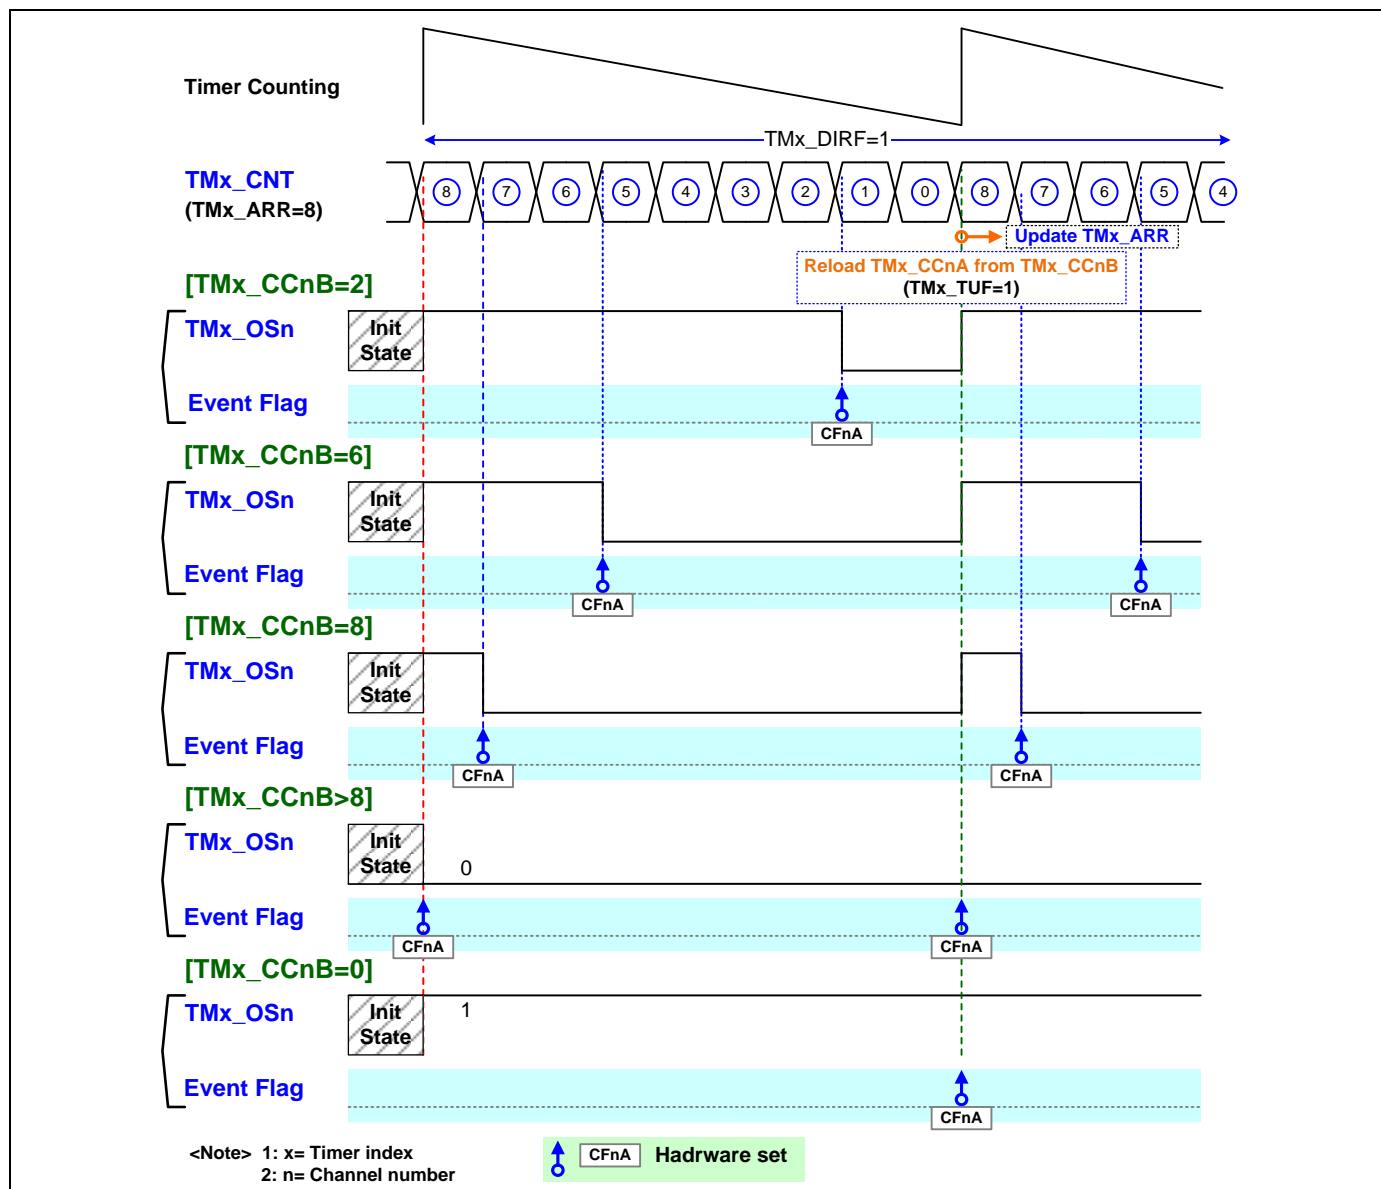 Timer Counting
TMx_DIRF=1
TMx_CNT
(TMx_ARR=8)
8 7 6 5 4 3 2 1 0 8 7 6 5 4
Update TMx_ARR
Reload TMx_CCnA from TMx_CCnB
(TMx_TUF=1)
[TMx_CCnB=2]
TMx_OSn
Init
State
Event Flag
CFnA
[TMx_CCnB=6]
TMx_OSn
Init
State
Event Flag
CFnA CFnA
[TMx_CCnB=8]
TMx_OSn
Init
State
Event Flag
CFnA CFnA
[TMx_CCnB>8]
TMx_OSn
Init
State
0
Event Flag
CFnA CFnA
[TMx_CCnB=0]
TMx_OSn
Init
State
1
Event Flag
CFnA
<Note> 1: x= Timer index
2: n= Channel number
CFnA Hadrware set